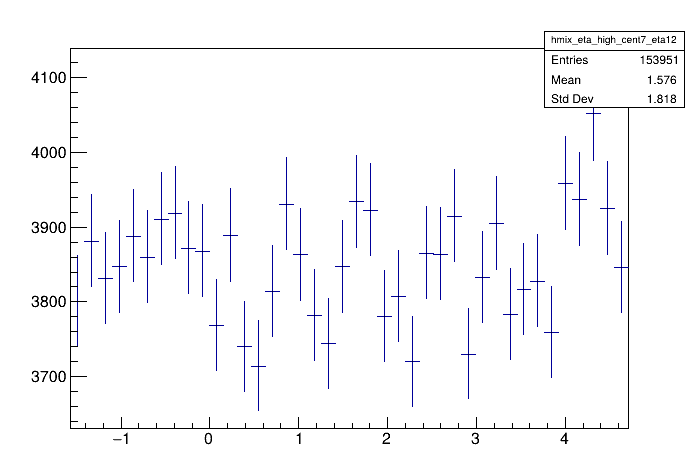 hmix_eta_high_cent7_eta12
Entries 153951
Mean 1.576
Std Dev 1.818
4100
4000
3900
3800
3700
−1 0 1 2 3 4